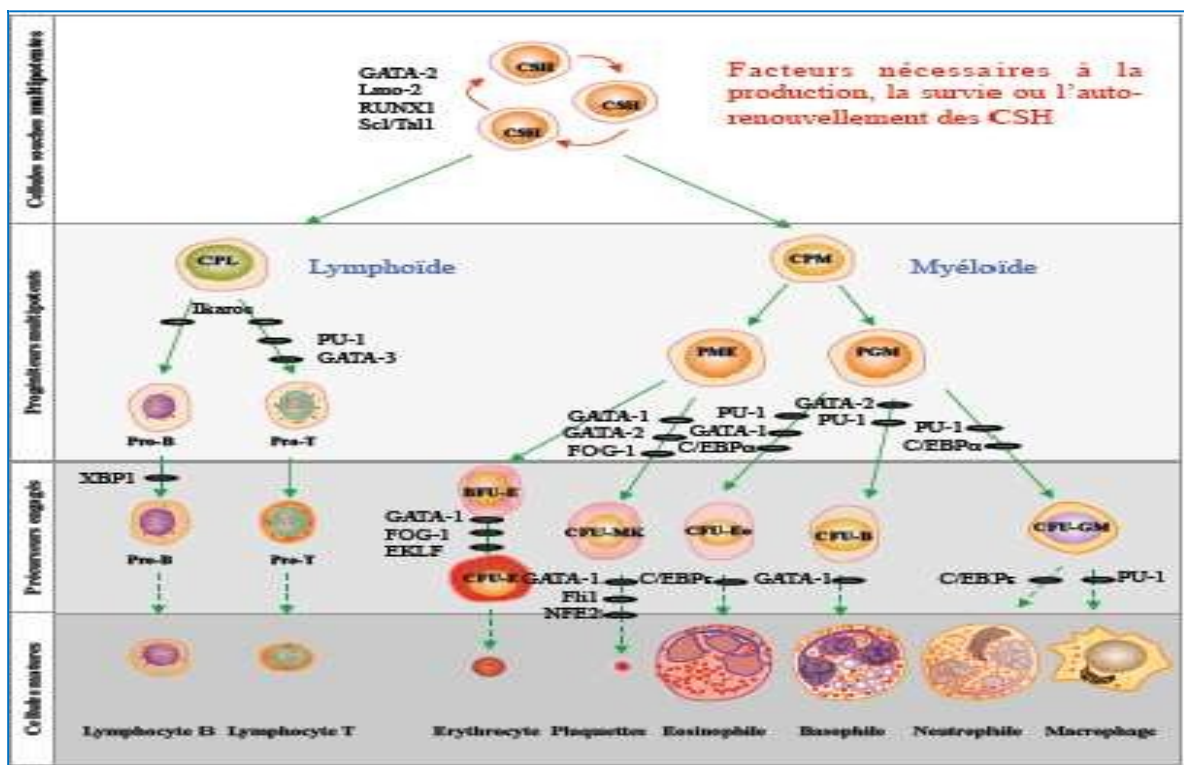 Cellules souches multipotentes
GATA-2
Lmo-2
RUNX1
Scl/Tal1
CSH
CSH
CSH
Facteurs nécessaires à la
production, la survie ou l'auto-
renouvellement des CSH
Progéniteurs multipotents
CPL
Lymphoïde
CPM
Myéloïde
Ikaros
PU-1
GATA-3
PME
PGM
Pro-B
Pro-T
GATA-1
GATA-2
FOG-1
PU-1
GATA-1
C/EBPα
GATA-2
PU-1
PU-1
C/EBPα
Précurseurs engagés
XBP1
Pro-B
Pro-T
BFU-E
GATA-1
FOG-1
EKLF
CFU-E
CFU-MK
CFU-Eo
CFU-B
CFU-GM
GATA-1
Fli1
NFE2
C/EBPε
GATA-1
C/EBPε
PU-1
Cellules matures
Lymphocyte B
Lymphocyte T
Erythrocyte
Plaquettes
Eosinophile
Basophile
Neutrophile
Macrophage